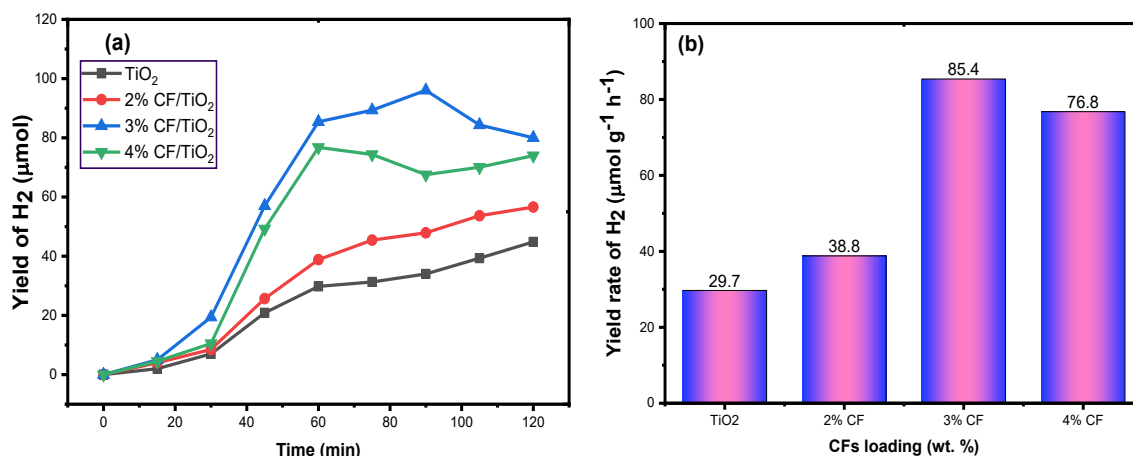 (a)
TiO₂
2% CF/TiO₂
3% CF/TiO₂
4% CF/TiO₂
Yield of H₂ (μmol)
120
100
80
60
40
20
0
0 20 40 60 80 100 120
Time (min)
(b)
Yield rate of H₂ (μmol g⁻¹ h⁻¹)
100
80
60
40
20
0
29.7
38.8
85.4
76.8
TiO2 2% CF 3% CF 4% CF
CFs loading (wt. %)